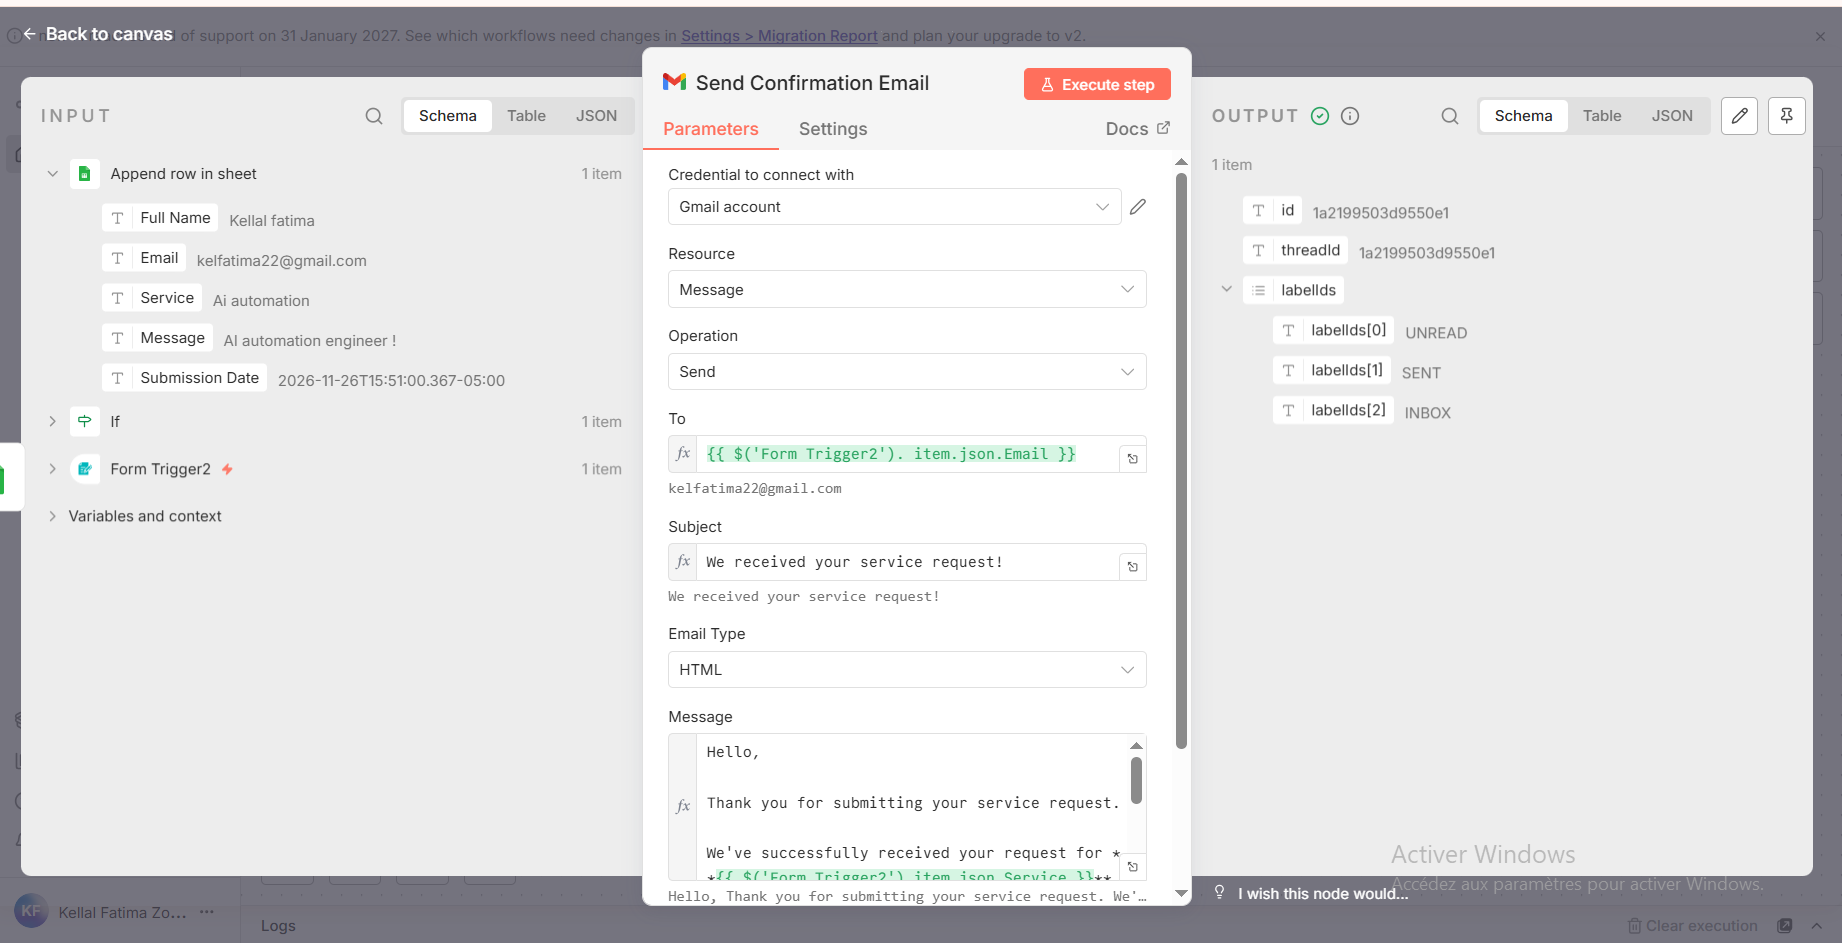 ← Back to canvas
of support on 31 January 2027. See which workflows need changes in Settings > Migration Report and plan your upgrade to v2.
INPUT
Schema
Table
JSON
Append row in sheet
1 item
T Full Name Kellal fatima
T Email kelfatima22@gmail.com
T Service Ai automation
T Message AI automation engineer !
T Submission Date 2026-11-26T15:51:00.367-05:00
If
1 item
Form Trigger2
1 item
Variables and context
Send Confirmation Email
Execute step
Parameters
Settings
Docs
Credential to connect with
Gmail account
Resource
Message
Operation
Send
To
fx {{ $('Form Trigger2'). item.json.Email }}
kelfatima22@gmail.com
Subject
fx We received your service request!
We received your service request!
Email Type
HTML
Message
Hello,
Thank you for submitting your service request.
fx
We've successfully received your request for *
*{{ $('Form Trigger2').item.json.Service }}**
Hello, Thank you for submitting your service request. We'…
OUTPUT
Schema
Table
JSON
1 item
T id 1a2199503d9550e1
T threadId 1a2199503d9550e1
labelIds
T labelIds[0] UNREAD
T labelIds[1] SENT
T labelIds[2] INBOX
Activer Windows
Accédez aux paramètres pour activer Windows.
I wish this node would...
KF Kellal Fatima Zo... ···
Logs
Clear execution